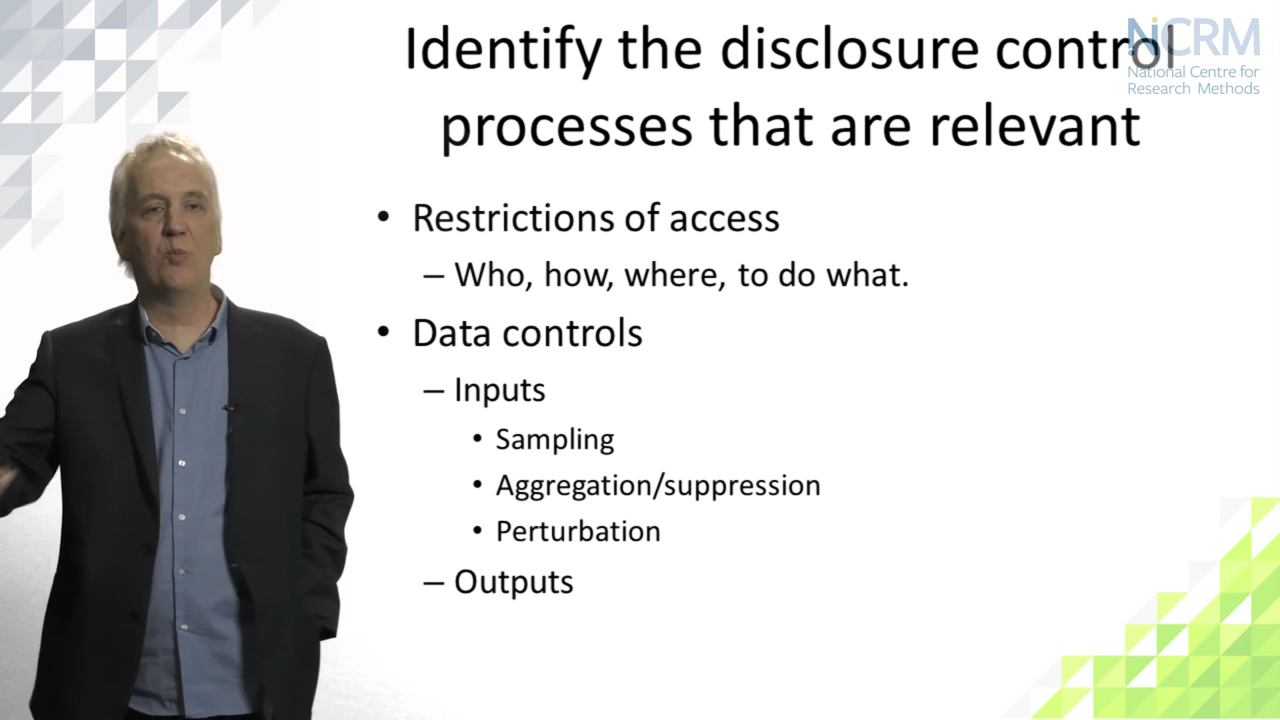 Identify the disclosure control
processes that are relevant
NCRM
National Centre for
Research Methods
• Restrictions of access
– Who, how, where, to do what.
• Data controls
– Inputs
• Sampling
• Aggregation/suppression
• Perturbation
– Outputs